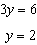 3y = 6
y = 2